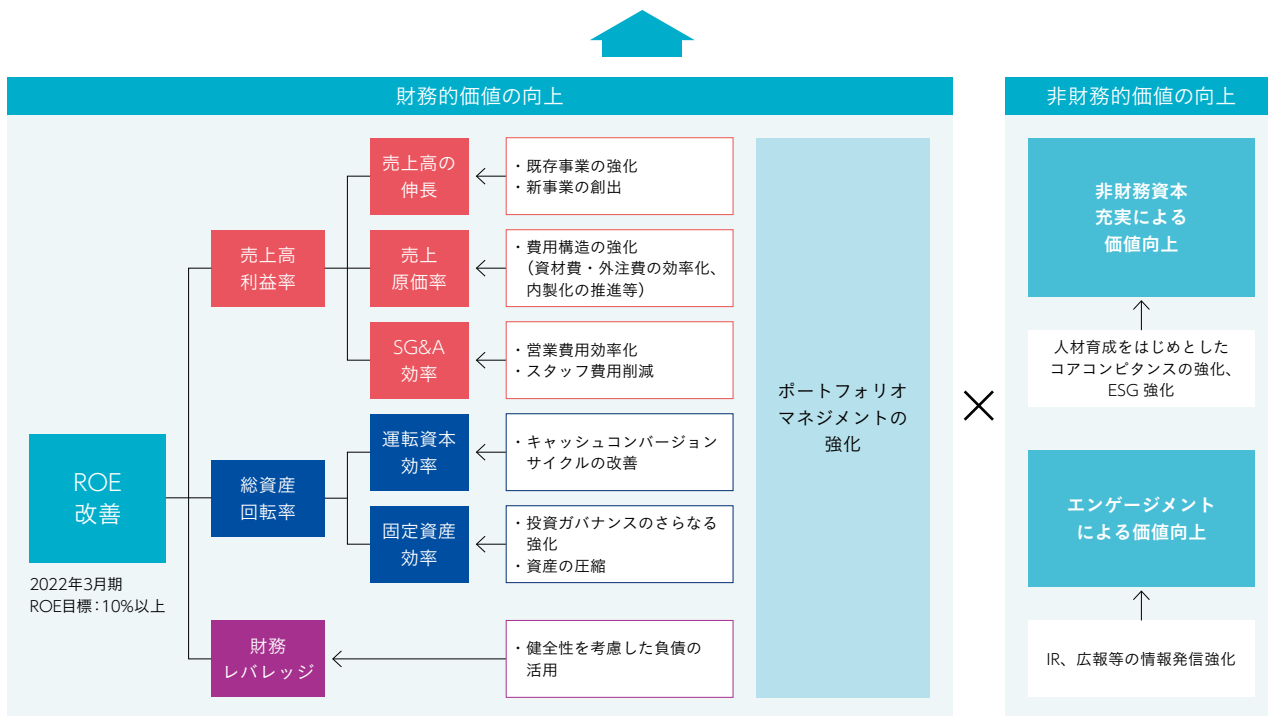 財務的価値の向上
ROE
改善
2022年3月期
ROE目標：10%以上
売上高
利益率
売上高の
伸長
・既存事業の強化
・新事業の創出
売上
原価率
・費用構造の強化
（資材費・外注費の効率化、
内製化の推進等）
SG&A
効率
・営業費用効率化
・スタッフ費用削減
総資産
回転率
運転資本
効率
・キャッシュコンバージョン
サイクルの改善
固定資産
効率
・投資ガバナンスのさらなる
強化
・資産の圧縮
財務
レバレッジ
・健全性を考慮した負債の
活用
ポートフォリオ
マネジメントの
強化
×
非財務的価値の向上
非財務資本
充実による
価値向上
人材育成をはじめとした
コアコンピタンスの強化、
ESG 強化
エンゲージメント
による価値向上
IR、広報等の情報発信強化